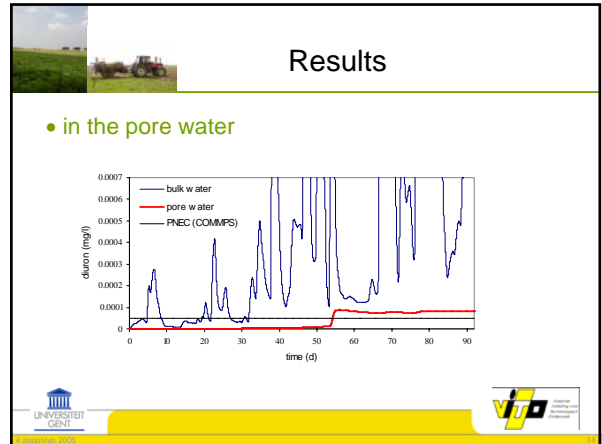 Results
• in the pore water
0.0007
0.0006
0.0005
0.0004
0.0003
0.0002
0.0001
0
diuron (mg/l)
bulk water
pore water
PNEC (COMMPS)
0 10 20 30 40 50 60 70 80 90
time (d)
UNIVERSITEIT
GENT
vito
4 augustus 2005
14